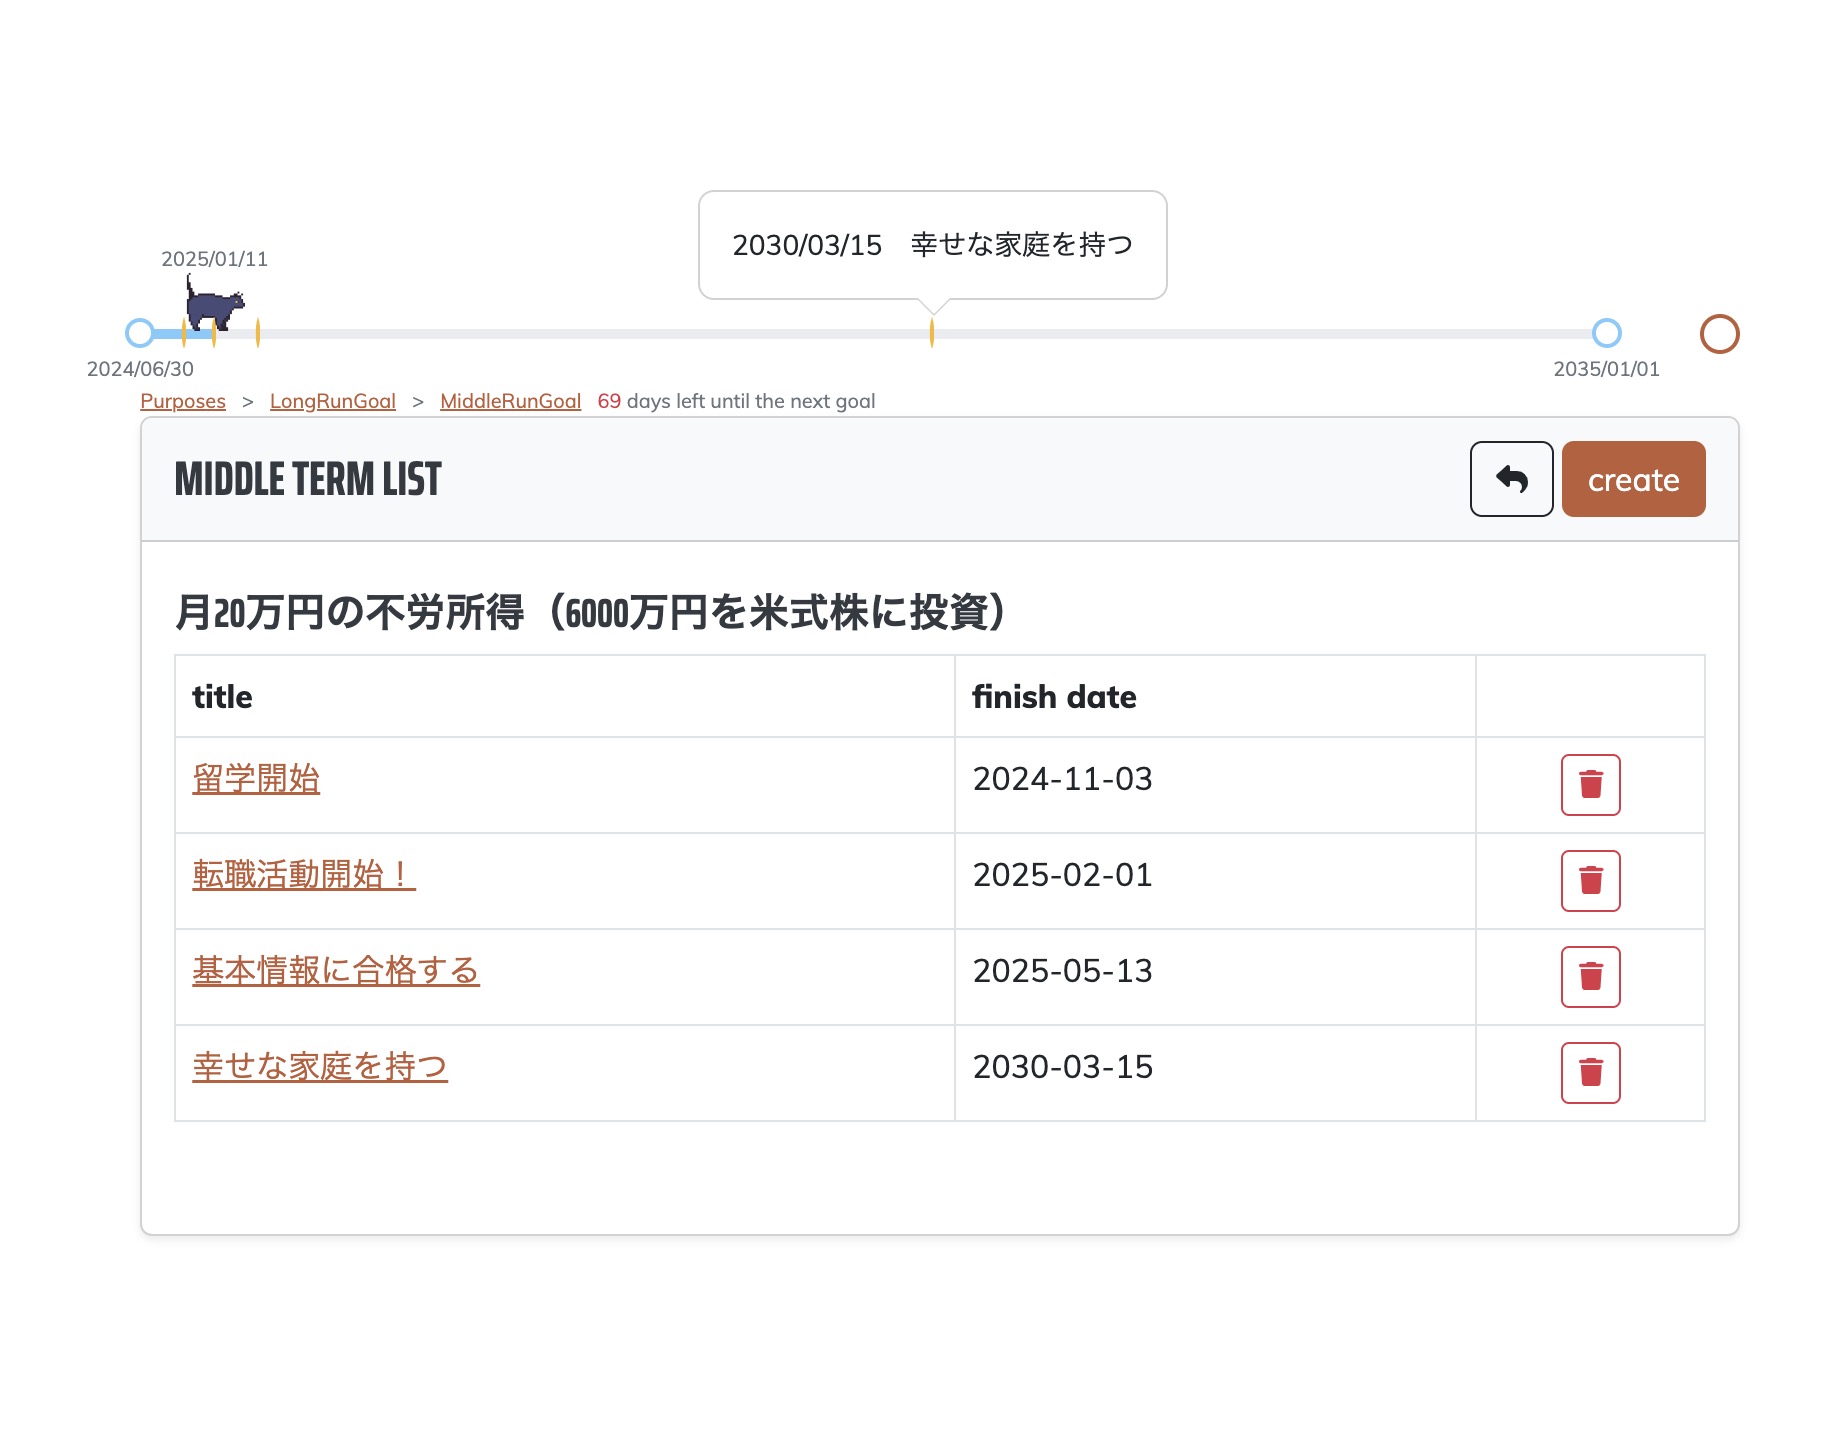 2030/03/15　幸せな家庭を持つ
2025/01/11
2024/06/30
2035/01/01
Purposes > LongRunGoal > MiddleRunGoal 69 days left until the next goal
MIDDLE TERM LIST
create
月20万円の不労所得（6000万円を米式株に投資）
title finish date
留学開始 2024-11-03
転職活動開始！ 2025-02-01
基本情報に合格する 2025-05-13
幸せな家庭を持つ 2030-03-15